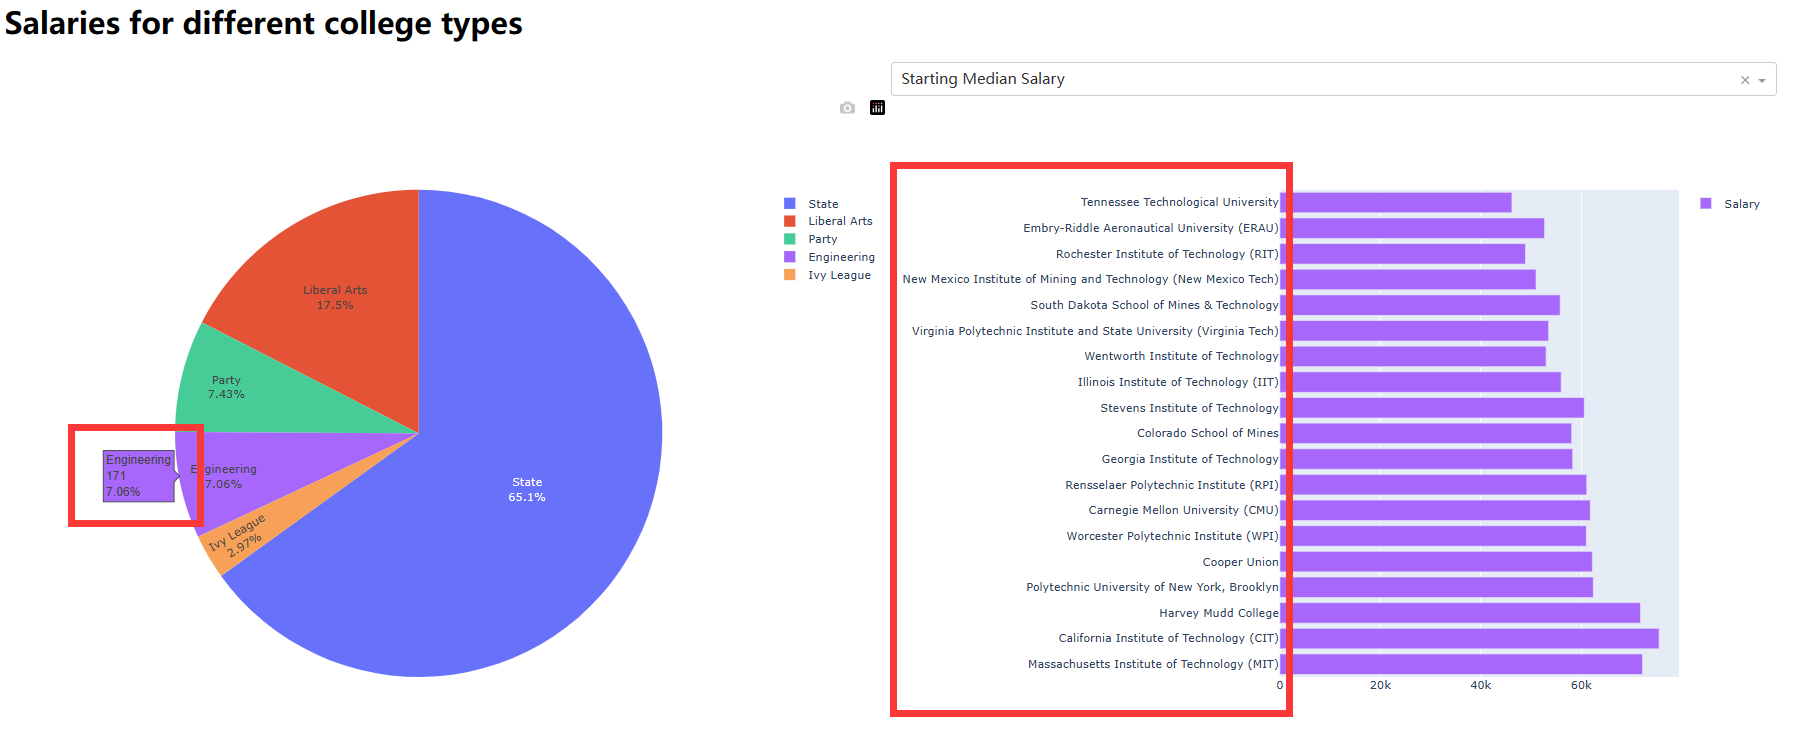 Salaries for different college types
Starting Median Salary
State
Liberal Arts
Party
Engineering
Ivy League
Liberal Arts
17.5%
Party
7.43%
Engineering
171
7.06%
Engineering
7.06%
Ivy League
2.97%
State
65.1%
Tennessee Technological University
Embry-Riddle Aeronautical University (ERAU)
Rochester Institute of Technology (RIT)
New Mexico Institute of Mining and Technology (New Mexico Tech)
South Dakota School of Mines & Technology
Virginia Polytechnic Institute and State University (Virginia Tech)
Wentworth Institute of Technology
Illinois Institute of Technology (IIT)
Stevens Institute of Technology
Colorado School of Mines
Georgia Institute of Technology
Rensselaer Polytechnic Institute (RPI)
Carnegie Mellon University (CMU)
Worcester Polytechnic Institute (WPI)
Cooper Union
Polytechnic University of New York, Brooklyn
Harvey Mudd College
California Institute of Technology (CIT)
Massachusetts Institute of Technology (MIT)
0 20k 40k 60k
Salary